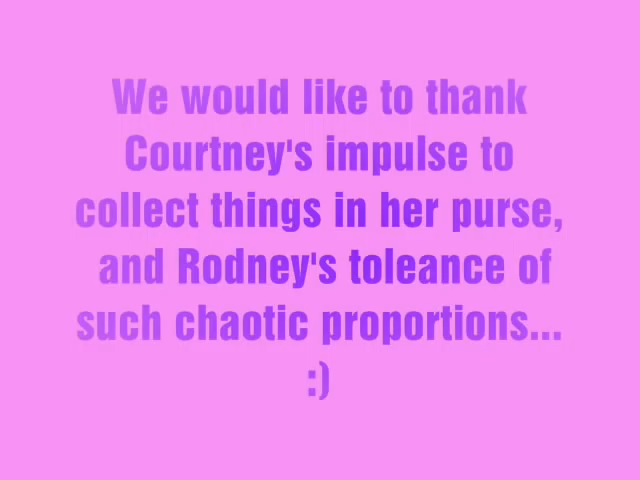 We would like to thank
Courtney's impulse to
collect things in her purse,
and Rodney's toleance of
such chaotic proportions...
:)